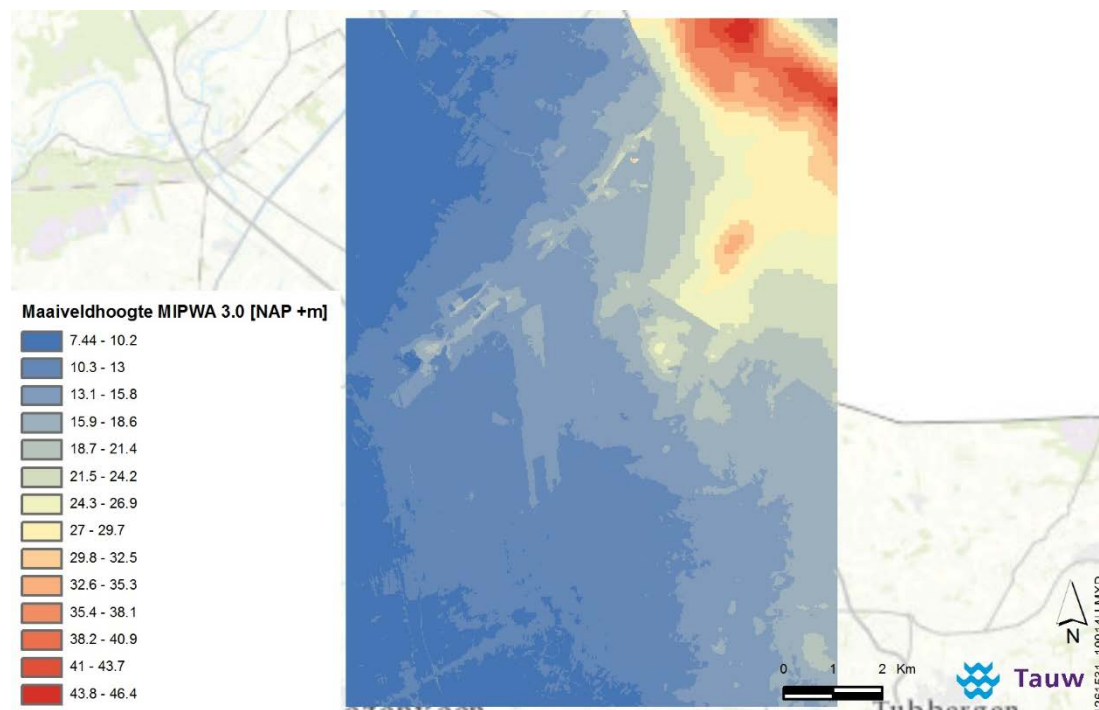 Maaiveldhoogte MIPWA 3.0 [NAP +m]
7.44 - 10.2
10.3 - 13
13.1 - 15.8
15.9 - 18.6
18.7 - 21.4
21.5 - 24.2
24.3 - 26.9
27 - 29.7
29.8 - 32.5
32.6 - 35.3
35.4 - 38.1
38.2 - 40.9
41 - 43.7
43.8 - 46.4
0 1 2 Km
N
Tauw
Tubbergen